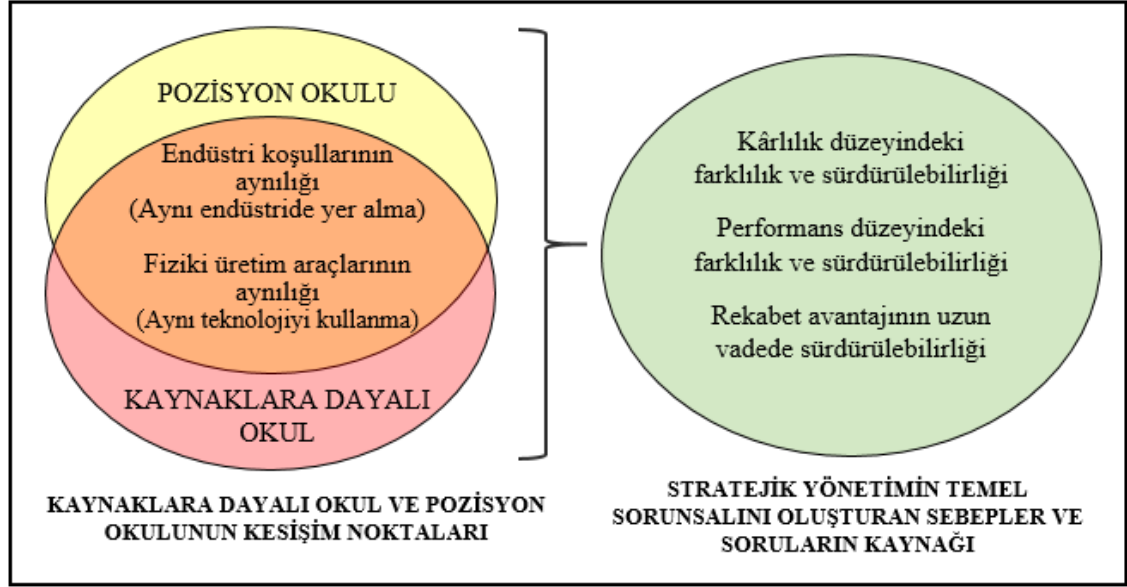 POZİSYON OKULU
Endüstri koşullarının
aynılığı
(Aynı endüstride yer alma)
Fiziki üretim araçlarının
aynılığı
(Aynı teknolojiyi kullanma)
KAYNAKLARA DAYALI
OKUL
KAYNAKLARA DAYALI OKUL VE POZİSYON
OKULUNUN KESİŞİM NOKTALARI
Kârlılık düzeyindeki
farklılık ve sürdürülebilirliği
Performans düzeyindeki
farklılık ve sürdürülebilirliği
Rekabet avantajının uzun
vadede sürdürülebilirliği
STRATEJİK YÖNETİMİN TEMEL
SORUNSALINI OLUŞTURAN SEBEPLER VE
SORULARIN KAYNAĞI